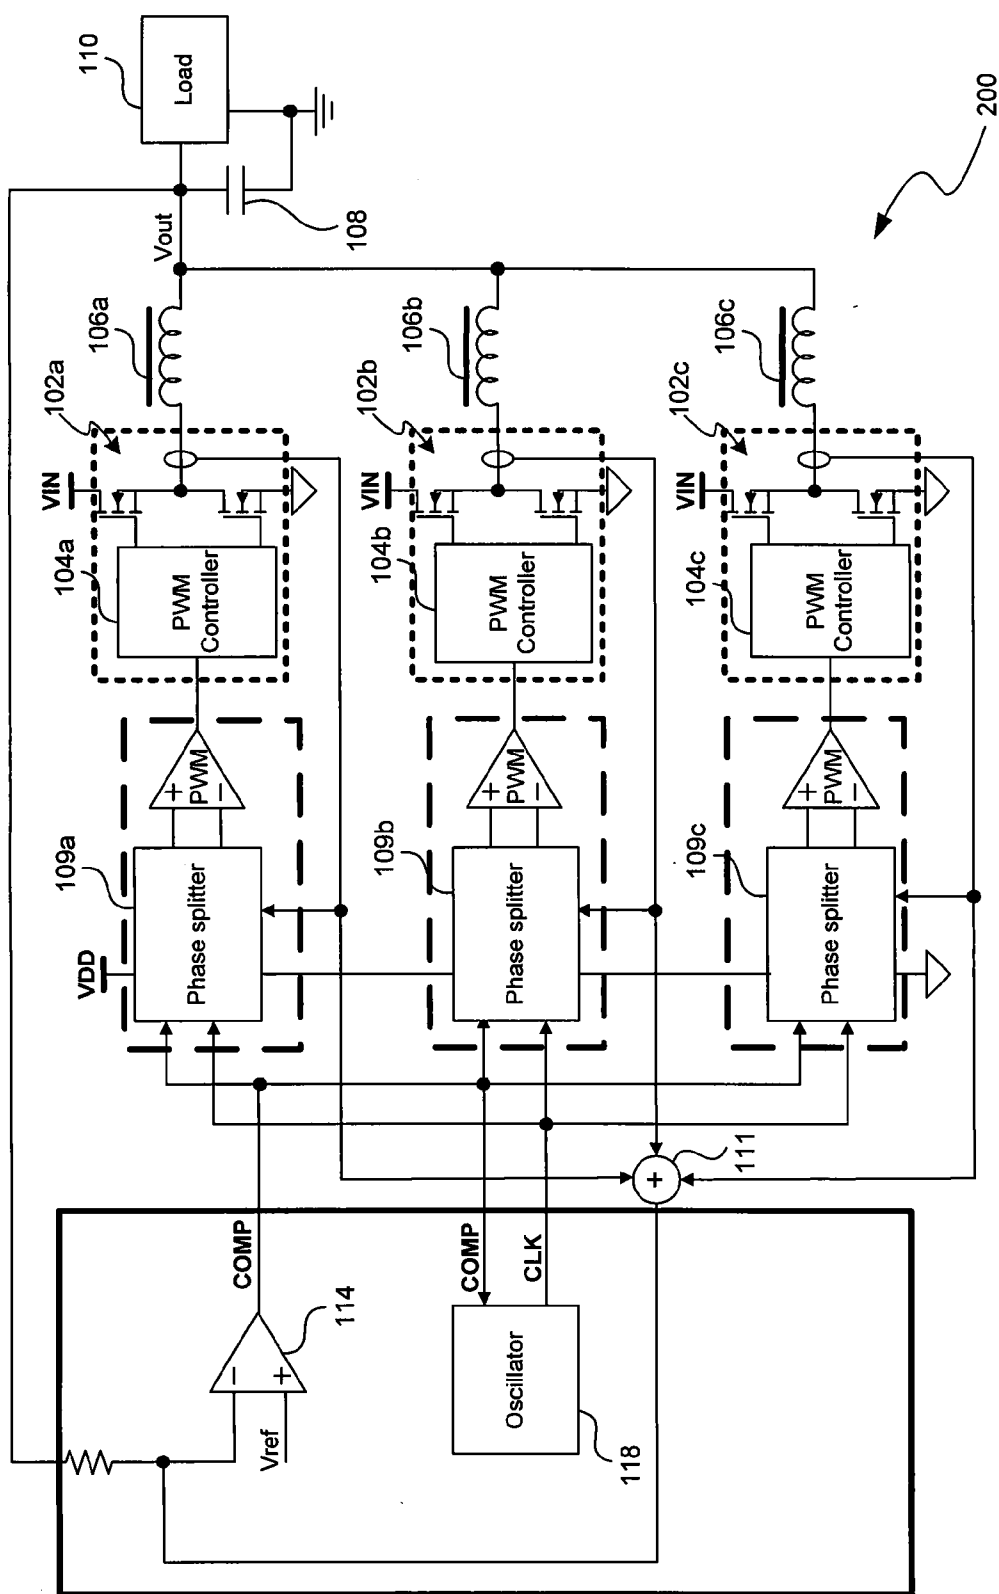 110
Load
200
Vout
108
106a
106b
106c
102a
102b
102c
VIN
VIN
VIN
104a
PWM
Controller
104b
PWM
Controller
104c
PWM
Controller
+
PWM
−
+
PWM
−
+
PWM
−
109a
Phase splitter
109b
Phase splitter
109c
Phase splitter
VDD
+
111
COMP
COMP
CLK
−
+
114
Vref
Oscillator
118